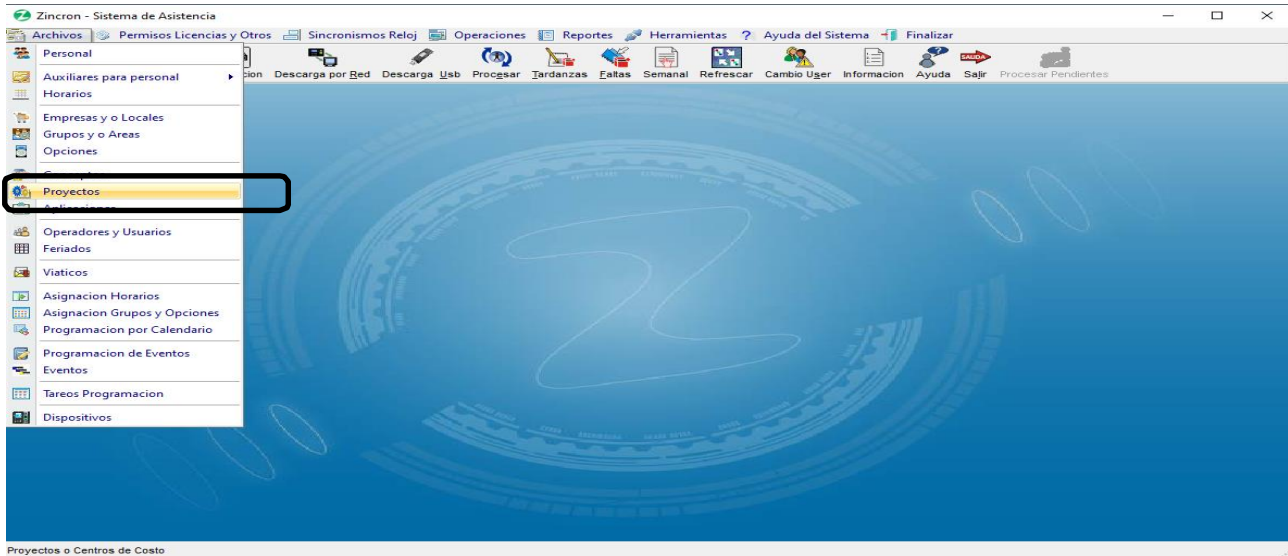 Zincron - Sistema de Asistencia
Archivos Permisos Licencias y Otros Sincronismos Reloj Operaciones Reportes Herramientas ? Ayuda del Sistema Finalizar
Descarga por Red Descarga Usb Procesar Tardanzas Faltas Semanal Refrescar Cambio User Informacion Ayuda Salir Procesar Pendientes
Personal
Auxiliares para personal
Horarios
Empresas y o Locales
Grupos y o Areas
Opciones
Proyectos
Aplicaciones
Operadores y Usuarios
Feriados
Viaticos
Asignacion Horarios
Asignacion Grupos y Opciones
Programacion por Calendario
Programacion de Eventos
Eventos
Tareos Programacion
Dispositivos
Proyectos o Centros de Costo